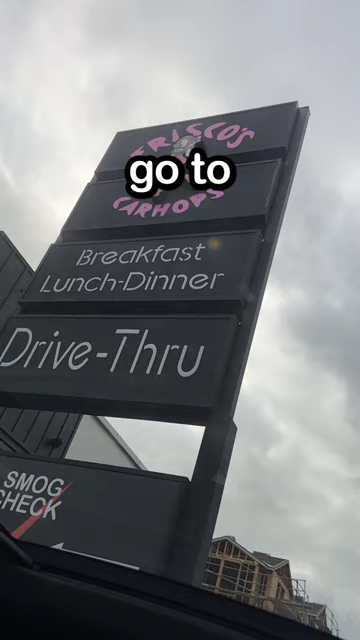 FRISCO'S
go to
CARHOPS
Breakfast
Lunch-Dinner
Drive-Thru
SMOG
CHECK